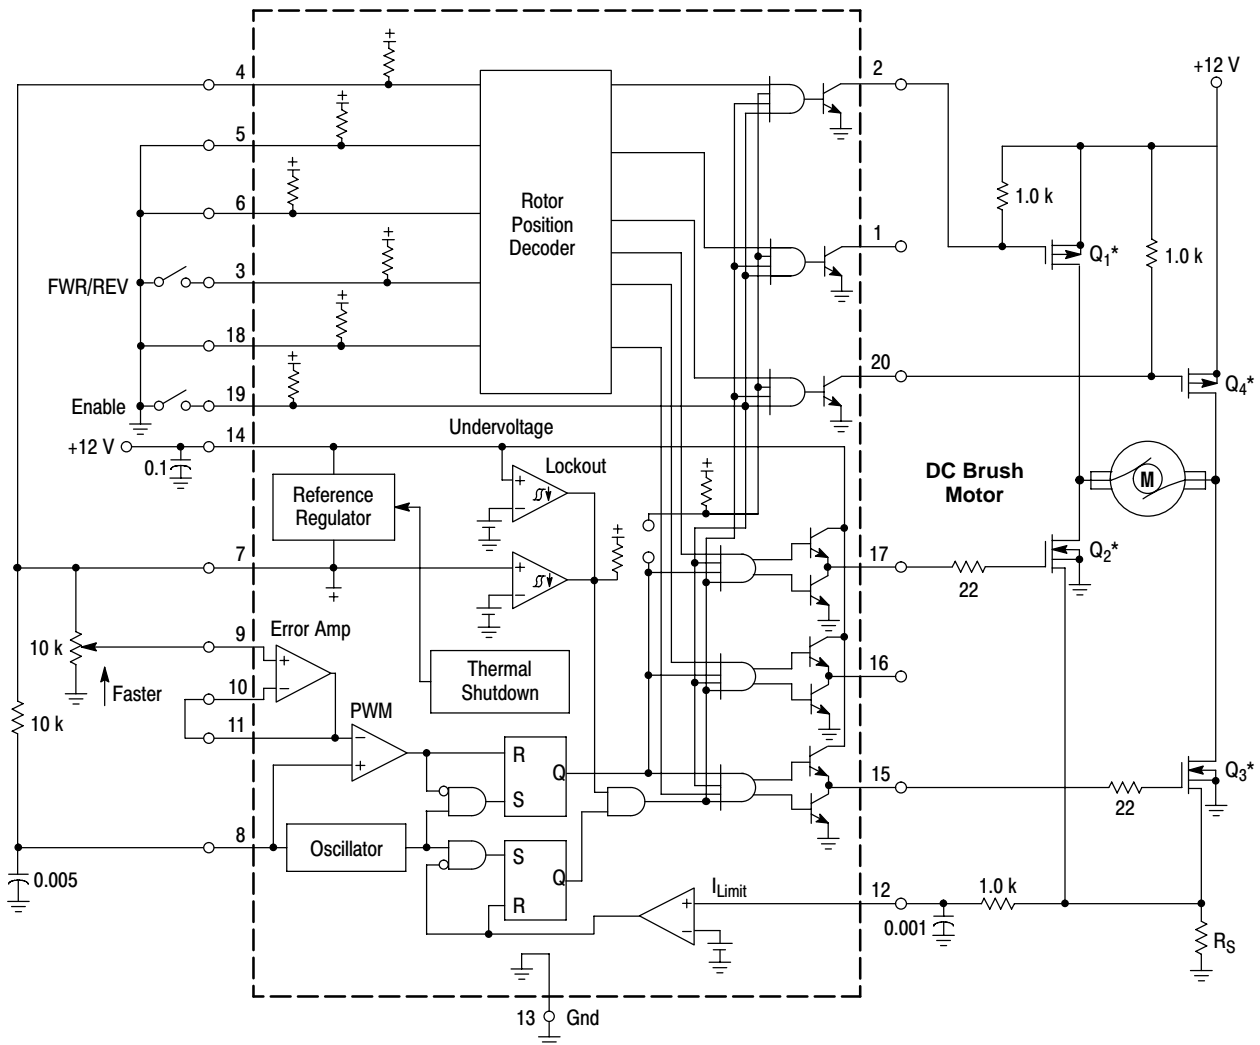 4
2
+12 V
5
1.0 k
6
Rotor
Position
Decoder
1
Q1*
1.0 k
FWR/REV
3
18
20
Q4*
Enable
19
Undervoltage
+12 V
14
0.1
Lockout
DC Brush
Motor
M
Reference
Regulator
7
17
22
Q2*
9
Error Amp
10 k
16
10
Faster
Thermal
Shutdown
10 k
11
PWM
R
Q
S
15
22
Q3*
8
Oscillator
S
Q
R
0.005
ILimit
12
1.0 k
0.001
RS
13
Gnd